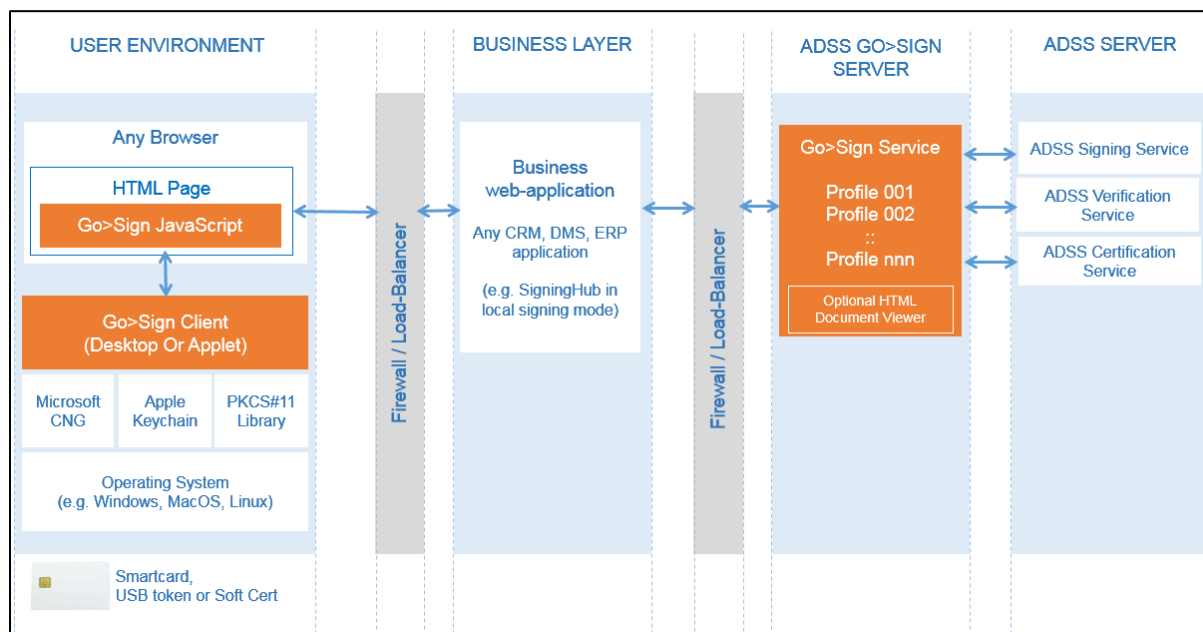 USER ENVIRONMENT
BUSINESS LAYER
ADSS GO>SIGN
SERVER
ADSS SERVER
Any Browser
HTML Page
Go>Sign JavaScript
Go>Sign Client
(Desktop Or Applet)
Microsoft
CNG
Apple
Keychain
PKCS#11
Library
Operating System
(e.g. Windows, MacOS, Linux)
Smartcard,
USB token or Soft Cert
Firewall / Load-Balancer
Business
web-application
Any CRM, DMS, ERP
application
(e.g. SigningHub in
local signing mode)
Firewall / Load-Balancer
Go>Sign Service
Profile 001
Profile 002
::
Profile nnn
Optional HTML
Document Viewer
ADSS Signing Service
ADSS Verification
Service
ADSS Certification
Service